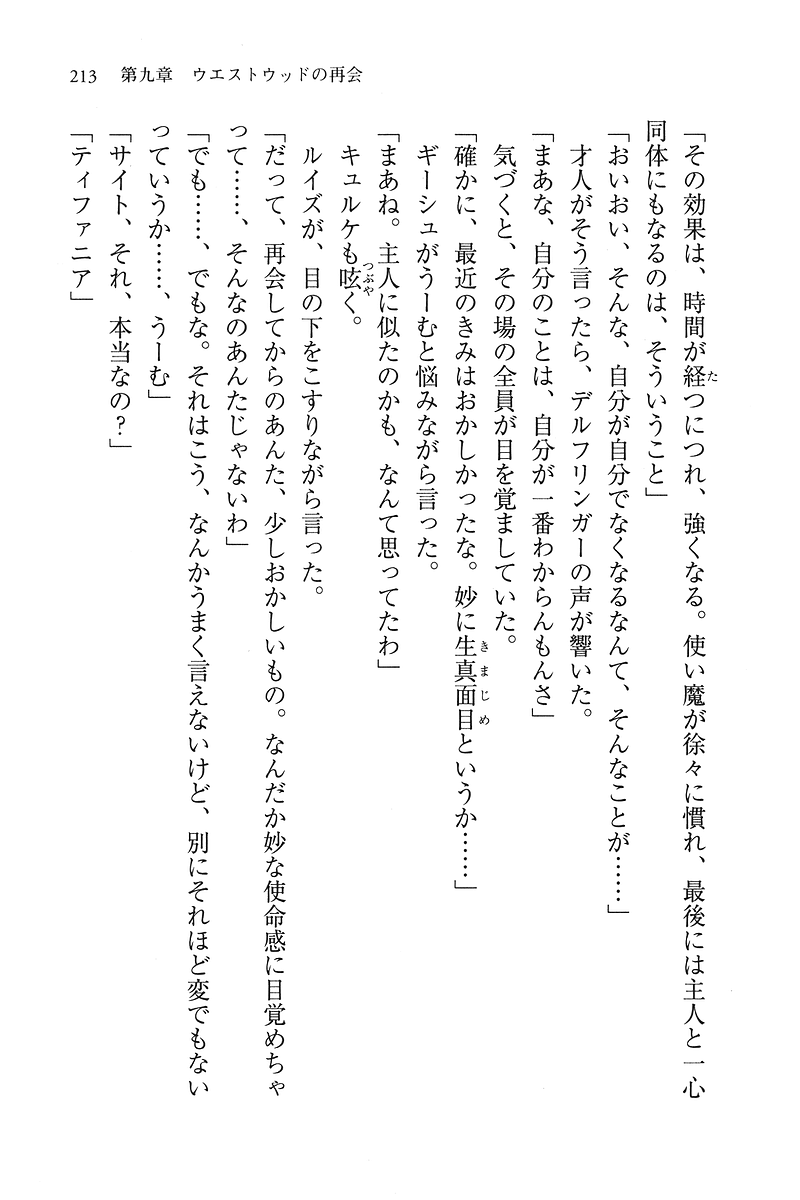 213　第九章　ウエストウッドの再会
「その効果は、時間が経つにつれ、強くなる。使い魔が徐々に慣れ、最後には主人と一心
同体にもなるのは、そういうこと」
「おいおい、そんな、自分が自分でなくなるなんて、そんなことが……」
　才人がそう言ったら、デルフリンガーの声が響いた。
「まあな、自分のことは、自分が一番わからんもんさ」
　気づくと、その場の全員が目を覚ましていた。
「確かに、最近のきみはおかしかったな。妙に生真面目というか……」
　ギーシュがうーむと悩みながら言った。
「まあね。主人に似たのかも、なんて思ってたわ」
　キュルケも呟く。
　ルイズが、目の下をこすりながら言った。
「だって、再会してからのあんた、少しおかしいもの。なんだか妙な使命感に目覚めちゃ
って……、そんなのあんたじゃないわ」
「でも……、でもな。それはこう、なんかうまく言えないけど、別にそれほど変でもない
っていうか……、うーむ」
「サイト、それ、本当なの？」
「ティファニア」